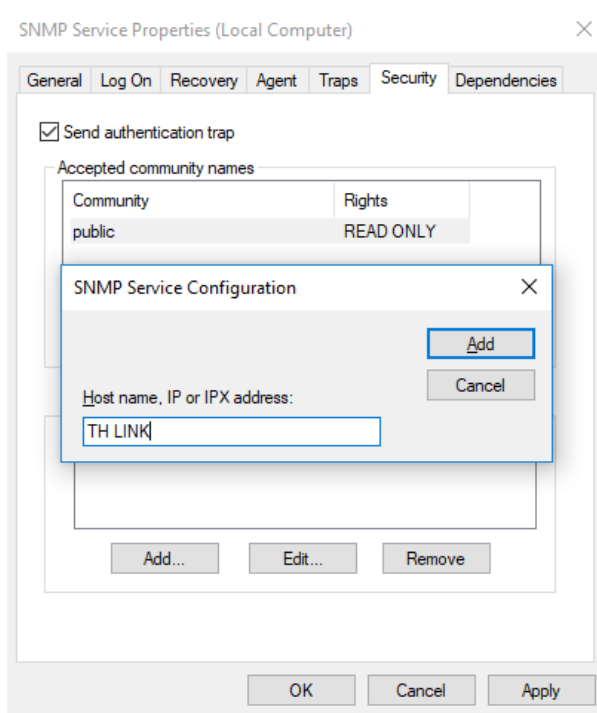 SNMP Service Properties (Local Computer)
General Log On Recovery Agent Traps Security Dependencies
Send authentication trap
Accepted community names
Community Rights
public READ ONLY
SNMP Service Configuration
Add
Cancel
Host name, IP or IPX address:
TH LINK
Add... Edit... Remove
OK Cancel Apply